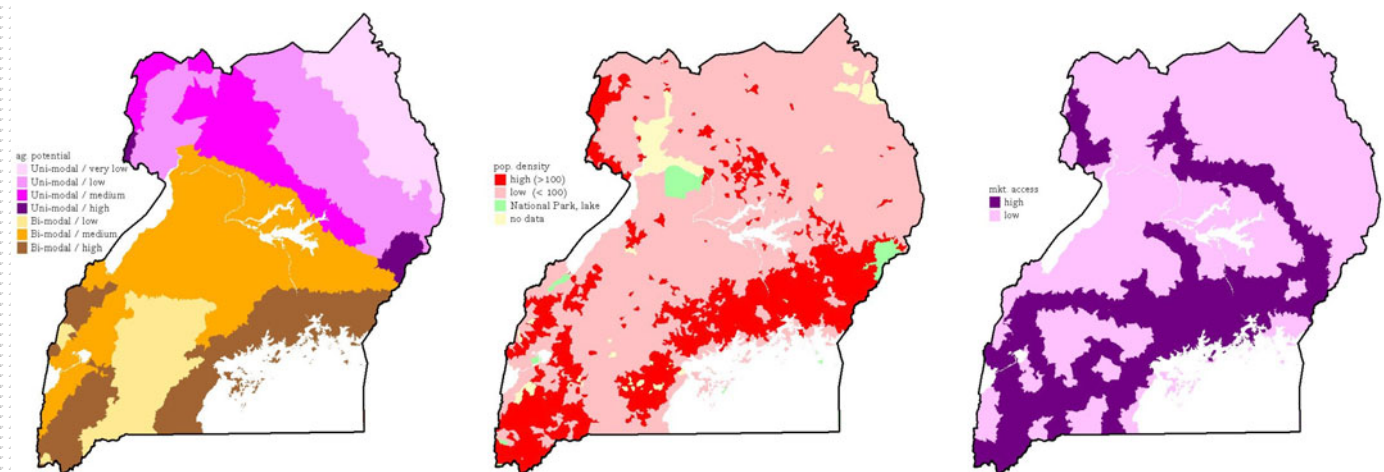 ag. potential
Uni-modal / very low
Uni-modal / low
Uni-modal / medium
Uni-modal / high
Bi-modal / low
Bi-modal / medium
Bi-modal / high
pop. density
high (>100)
low (< 100)
National Park, lake
no data
mkt. access
high
low